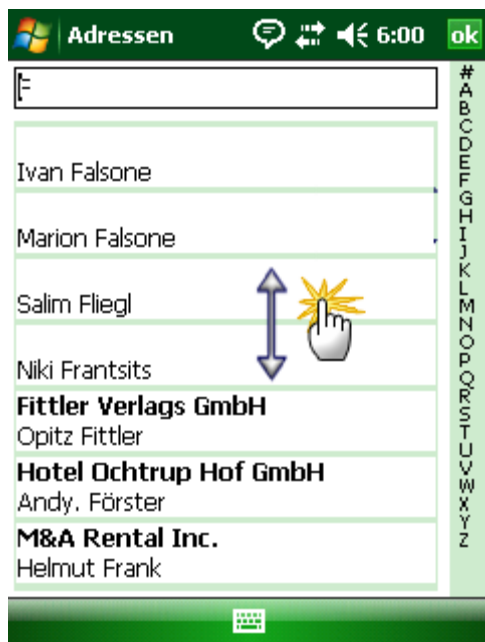 Adressen 6:00 ok
F
Ivan Falsone
Marion Falsone
Salim Fliegl
Niki Frantsits
Fittler Verlags GmbH
Opitz Fittler
Hotel Ochtrup Hof GmbH
Andy. Förster
M&A Rental Inc.
Helmut Frank
#
A
B
C
D
E
F
G
H
I
J
K
L
M
N
O
P
Q
R
S
T
U
V
W
X
Y
Z